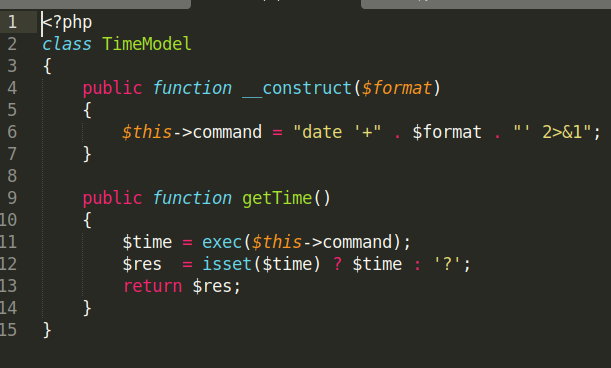 1 <?php
2 class TimeModel
3 {
4     public function __construct($format)
5     {
6         $this->command = "date '+" . $format . "' 2>&1";
7     }
8
9     public function getTime()
10     {
11         $time = exec($this->command);
12         $res  = isset($time) ? $time : '?';
13         return $res;
14     }
15 }